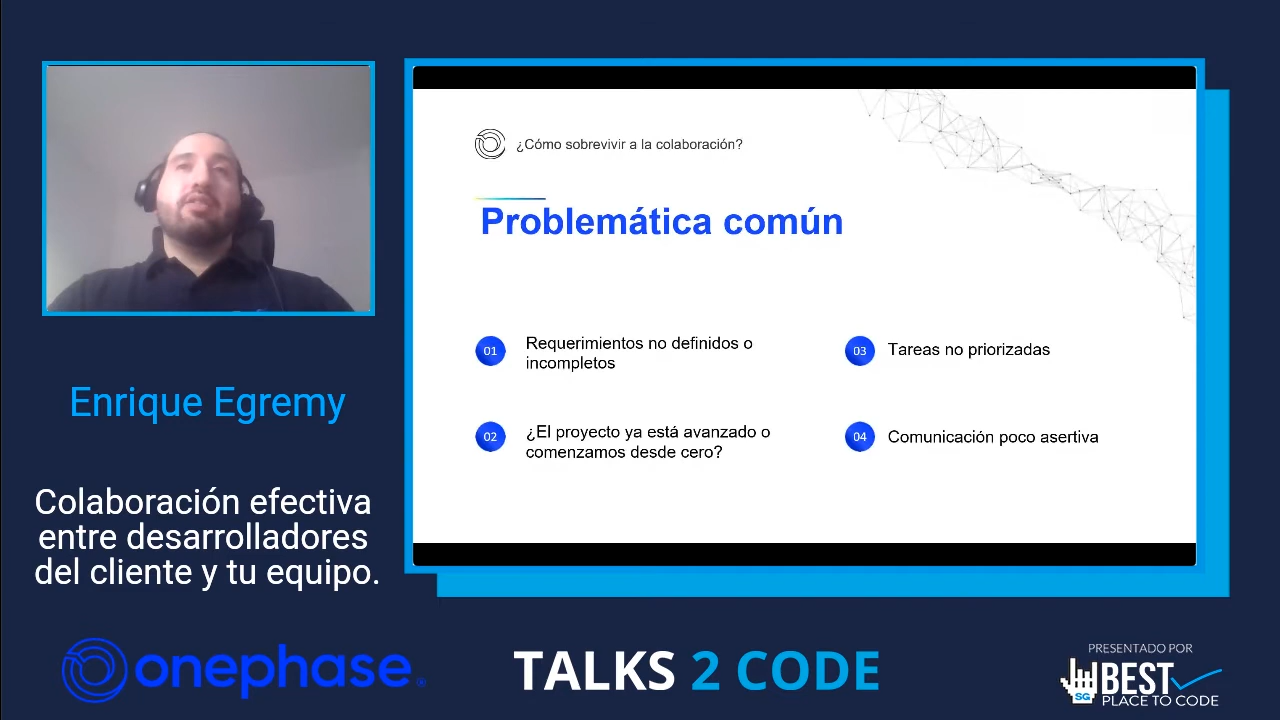 ¿Cómo sobrevivir a la colaboración?
Problemática común
01
Requerimientos no definidos o
incompletos
02
¿El proyecto ya está avanzado o
comenzamos desde cero?
03
Tareas no priorizadas
04
Comunicación poco asertiva
Enrique Egremy
Colaboración efectiva
entre desarrolladores
del cliente y tu equipo.
onephase
TALKS 2 CODE
PRESENTADO POR
SG
BEST
PLACE TO CODE